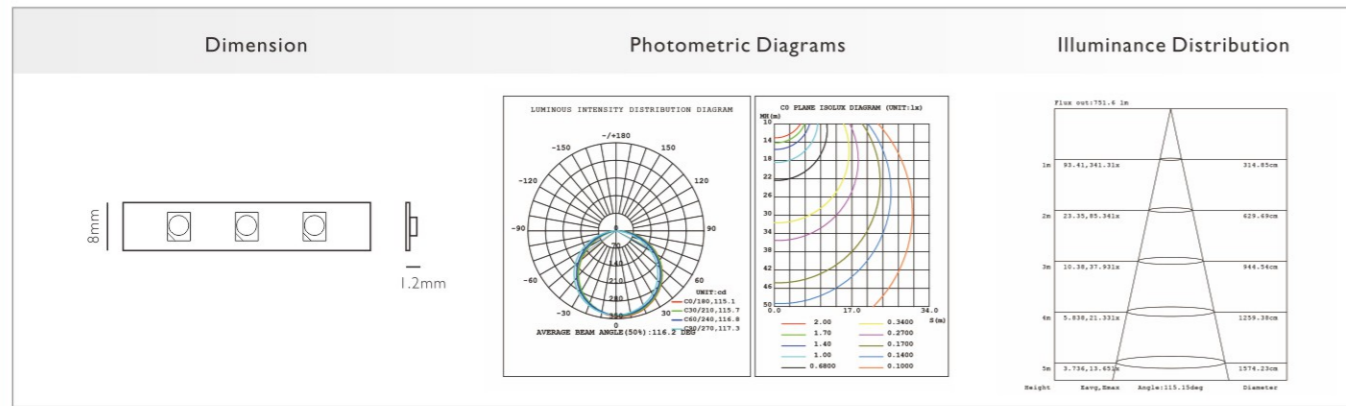 Dimension
Photometric Diagrams
Illuminance Distribution
8mm
1.2mm
LUMINOUS INTENSITY DISTRIBUTION DIAGRAM
-/+180
-150
150
-120
120
-90
90
-60
60
-30
30
0
0
70
140
210
280
UNIT:cd
C0/180,115.1
C30/210,115.7
C60/240,116.8
C90/270,117.3
AVERAGE BEAM ANGLE(50%):116.2 DEG
C0 PLANE ISOLUX DIAGRAM (UNIT:lx)
MH(m)
10
14
18
22
26
30
34
38
42
46
50
0.0
17.0
34.0
S(m)
2.00
0.3400
1.70
0.2700
1.40
0.1700
1.00
0.1400
0.6800
0.1000
Flux out:751.6 lm
1m
93.41,341.3lx
314.85cm
2m
23.35,85.34lx
629.69cm
3m
10.38,37.93lx
944.54cm
4m
5.838,21.33lx
1259.38cm
5m
3.736,13.65lx
1574.23cm
Height
Eavg,Emax
Angle:115.15deg
Diameter